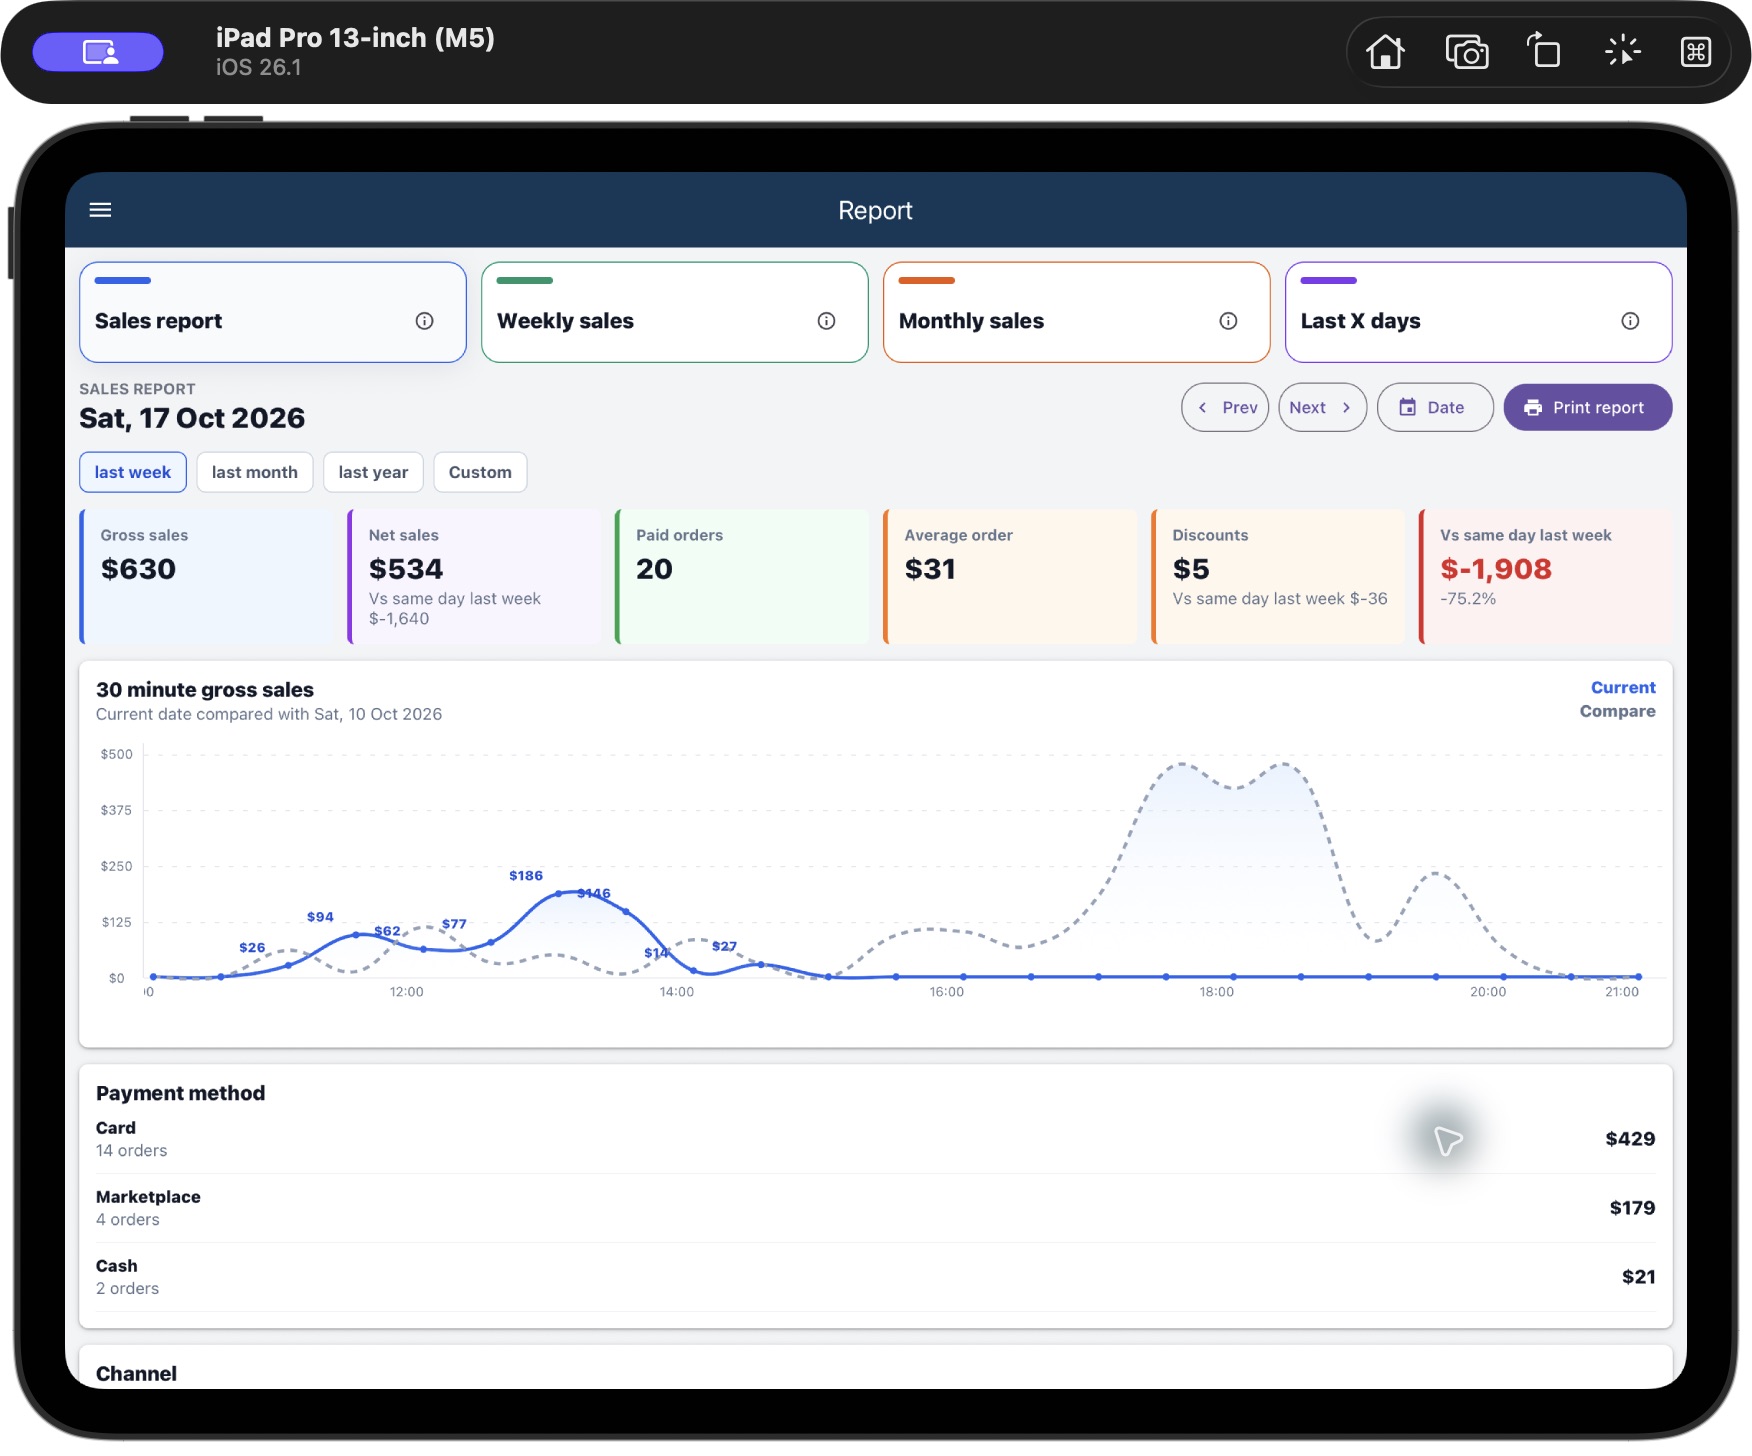 iPad Pro 13-inch (M5)
iOS 26.1
Report
Sales report
Weekly sales
Monthly sales
Last X days
SALES REPORT
Sat, 17 Oct 2026
Prev
Next
Date
Print report
last week
last month
last year
Custom
Gross sales
$630
Net sales
$534
Vs same day last week
$-1,640
Paid orders
20
Average order
$31
Discounts
$5
Vs same day last week $-36
Vs same day last week
$-1,908
-75.2%
30 minute gross sales
Current date compared with Sat, 10 Oct 2026
Current
Compare
$500
$375
$250
$125
$0
$26
$94
$62
$77
$186
$146
$14
$27
12:00
14:00
16:00
18:00
20:00
21:00
Payment method
Card
14 orders
$429
Marketplace
4 orders
$179
Cash
2 orders
$21
Channel